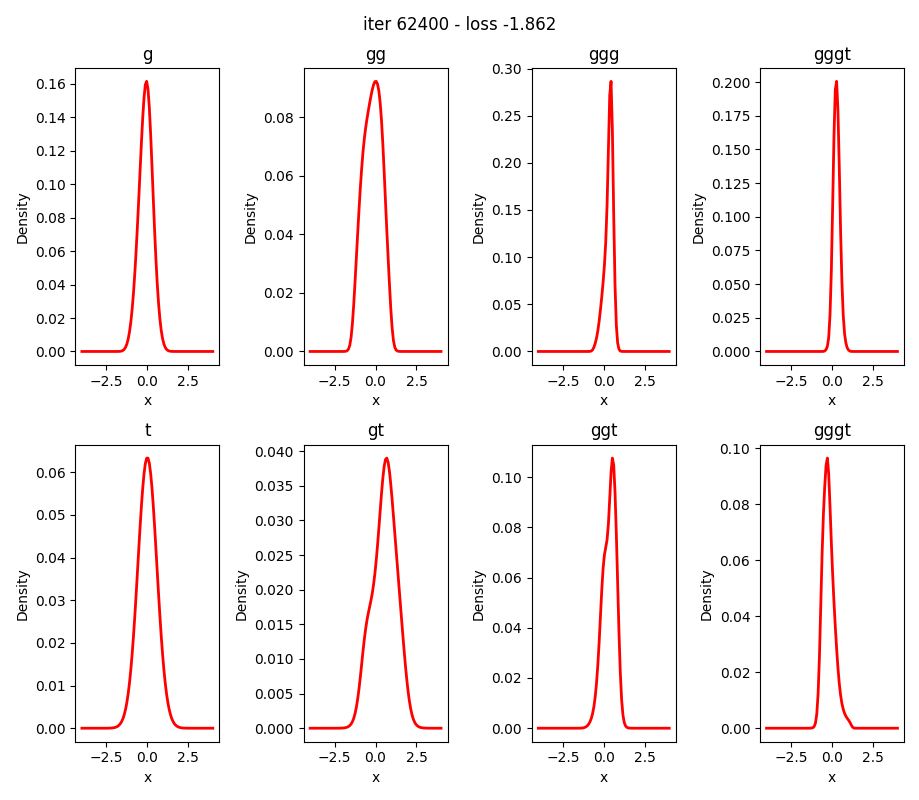 iter 62400 - loss -1.862
g
gg
ggg
gggt
0.16
0.14
0.12
0.10
0.08
0.06
0.04
0.02
0.00
Density
−2.5 0.0 2.5
x
0.08
0.06
0.04
0.02
0.00
Density
−2.5 0.0 2.5
x
0.30
0.25
0.20
0.15
0.10
0.05
0.00
Density
−2.5 0.0 2.5
x
0.200
0.175
0.150
0.125
0.100
0.075
0.050
0.025
0.000
Density
−2.5 0.0 2.5
x
t
gt
ggt
gggt
0.06
0.05
0.04
0.03
0.02
0.01
0.00
Density
−2.5 0.0 2.5
x
0.040
0.035
0.030
0.025
0.020
0.015
0.010
0.005
0.000
Density
−2.5 0.0 2.5
x
0.10
0.08
0.06
0.04
0.02
0.00
Density
−2.5 0.0 2.5
x
0.10
0.08
0.06
0.04
0.02
0.00
Density
−2.5 0.0 2.5
x